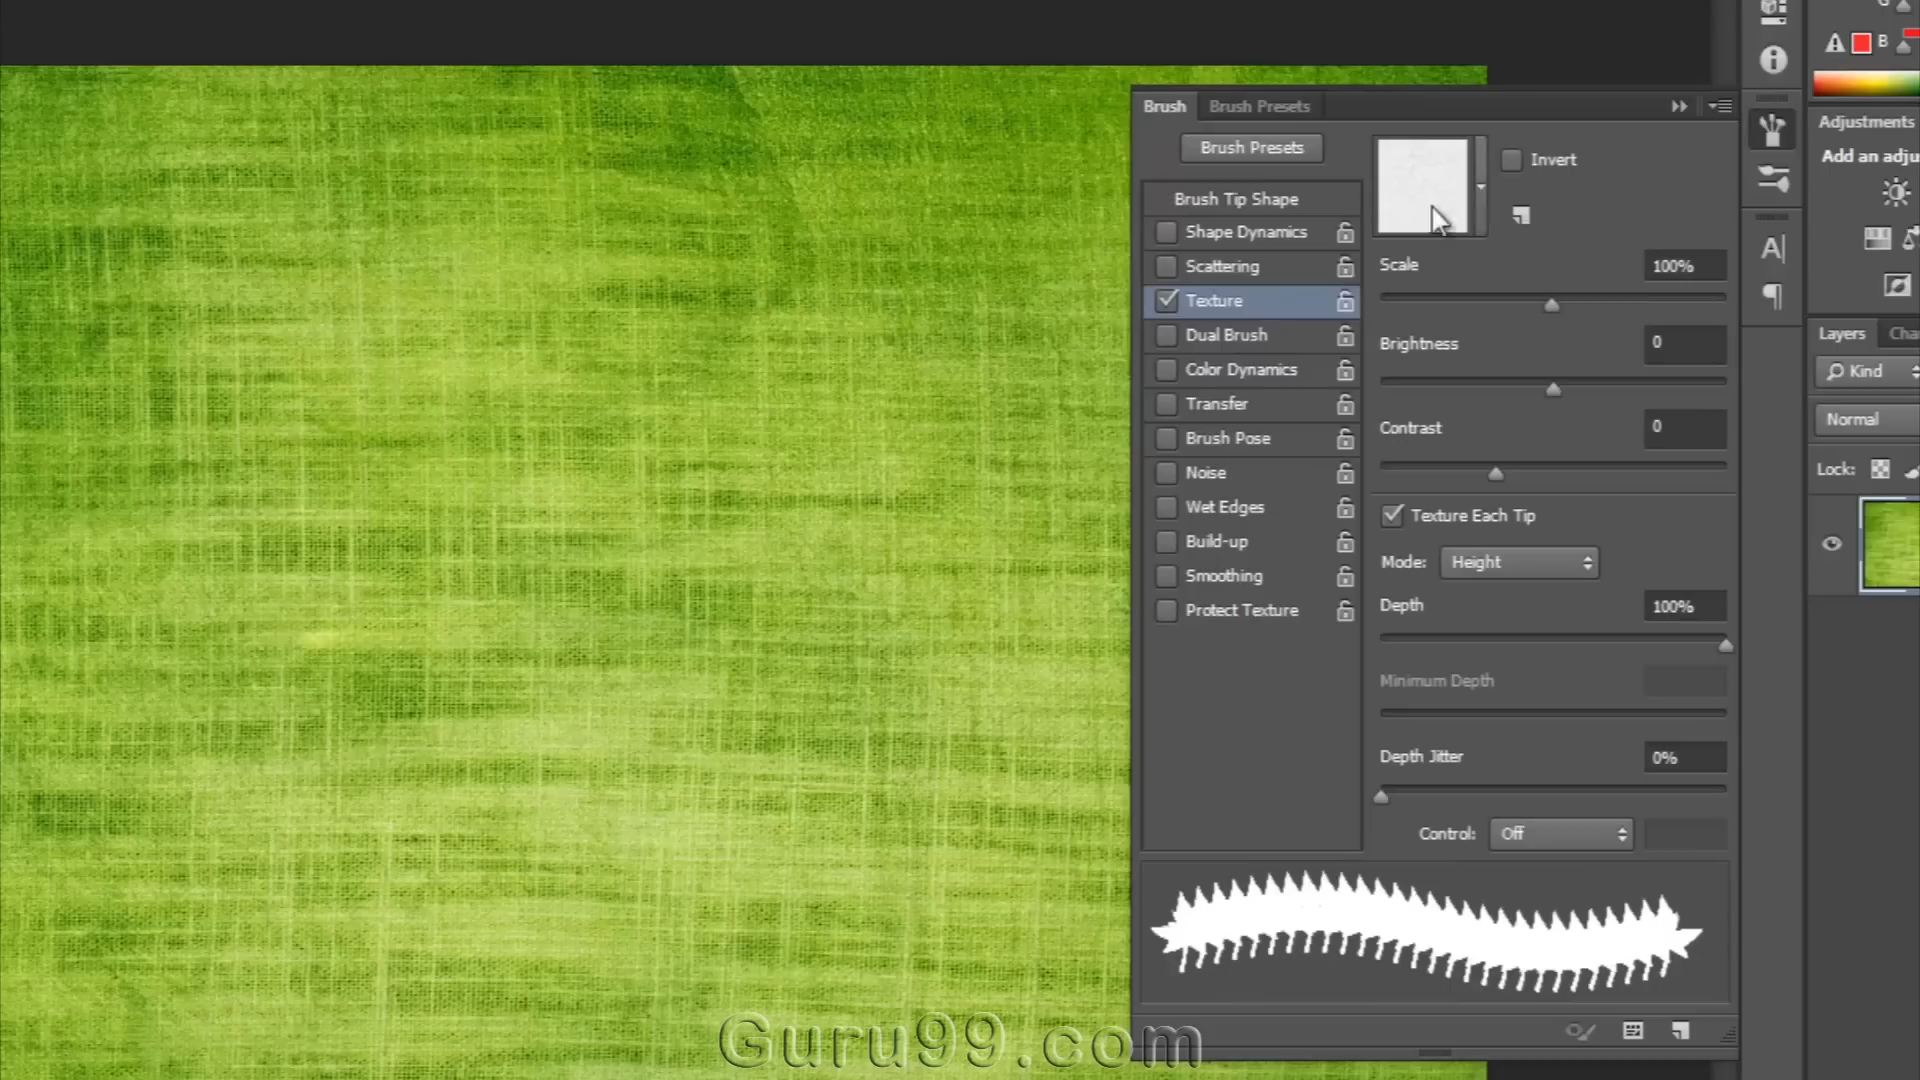 G
B
Brush
Brush Presets
Brush Presets
Invert
Adjustments
Add an adju
Brush Tip Shape
Shape Dynamics
Scattering
Texture
Dual Brush
Color Dynamics
Transfer
Brush Pose
Noise
Wet Edges
Build-up
Smoothing
Protect Texture
Scale 100%
Brightness 0
Contrast 0
Texture Each Tip
Mode: Height
Depth 100%
Minimum Depth
Depth Jitter 0%
Control: Off
A
Layers Cha
Kind
Normal
Lock:
Guru99.com